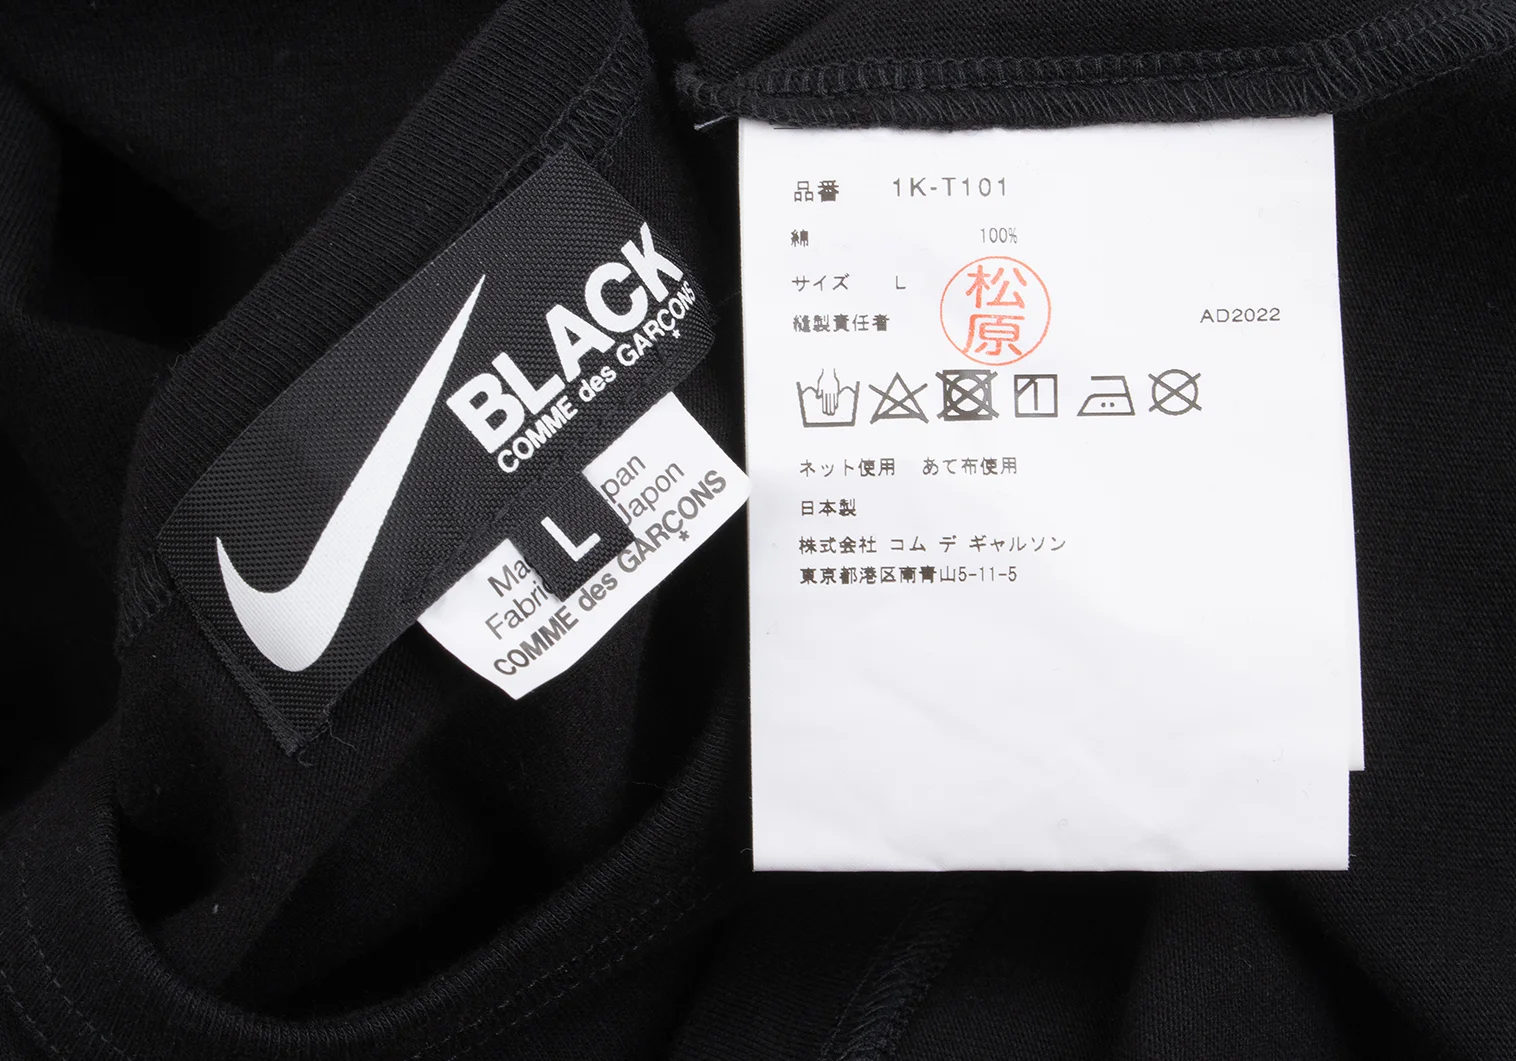 BLACK
COMME des GARÇONS
L
pan
Japon
Ma
Fabri
COMME des GARÇONS
品番 1K-T101
綿 100%
サイズ L
縫製責任者 松原 AD2022
ネット使用 あて布使用
日本製
株式会社 コム デ ギャルソン
東京都港区南青山5-11-5